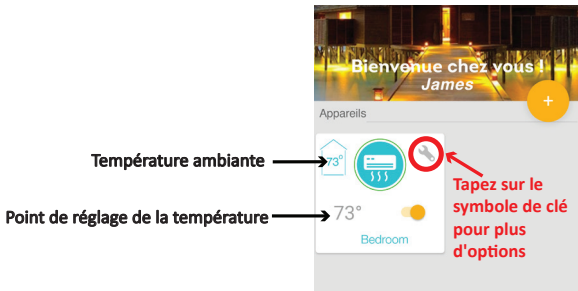 Bienvenue chez vous !
James
+
Appareils
Température ambiante
73°
Point de réglage de la température
73°
Bedroom
Tapez sur le
symbole de clé
pour plus
d'options